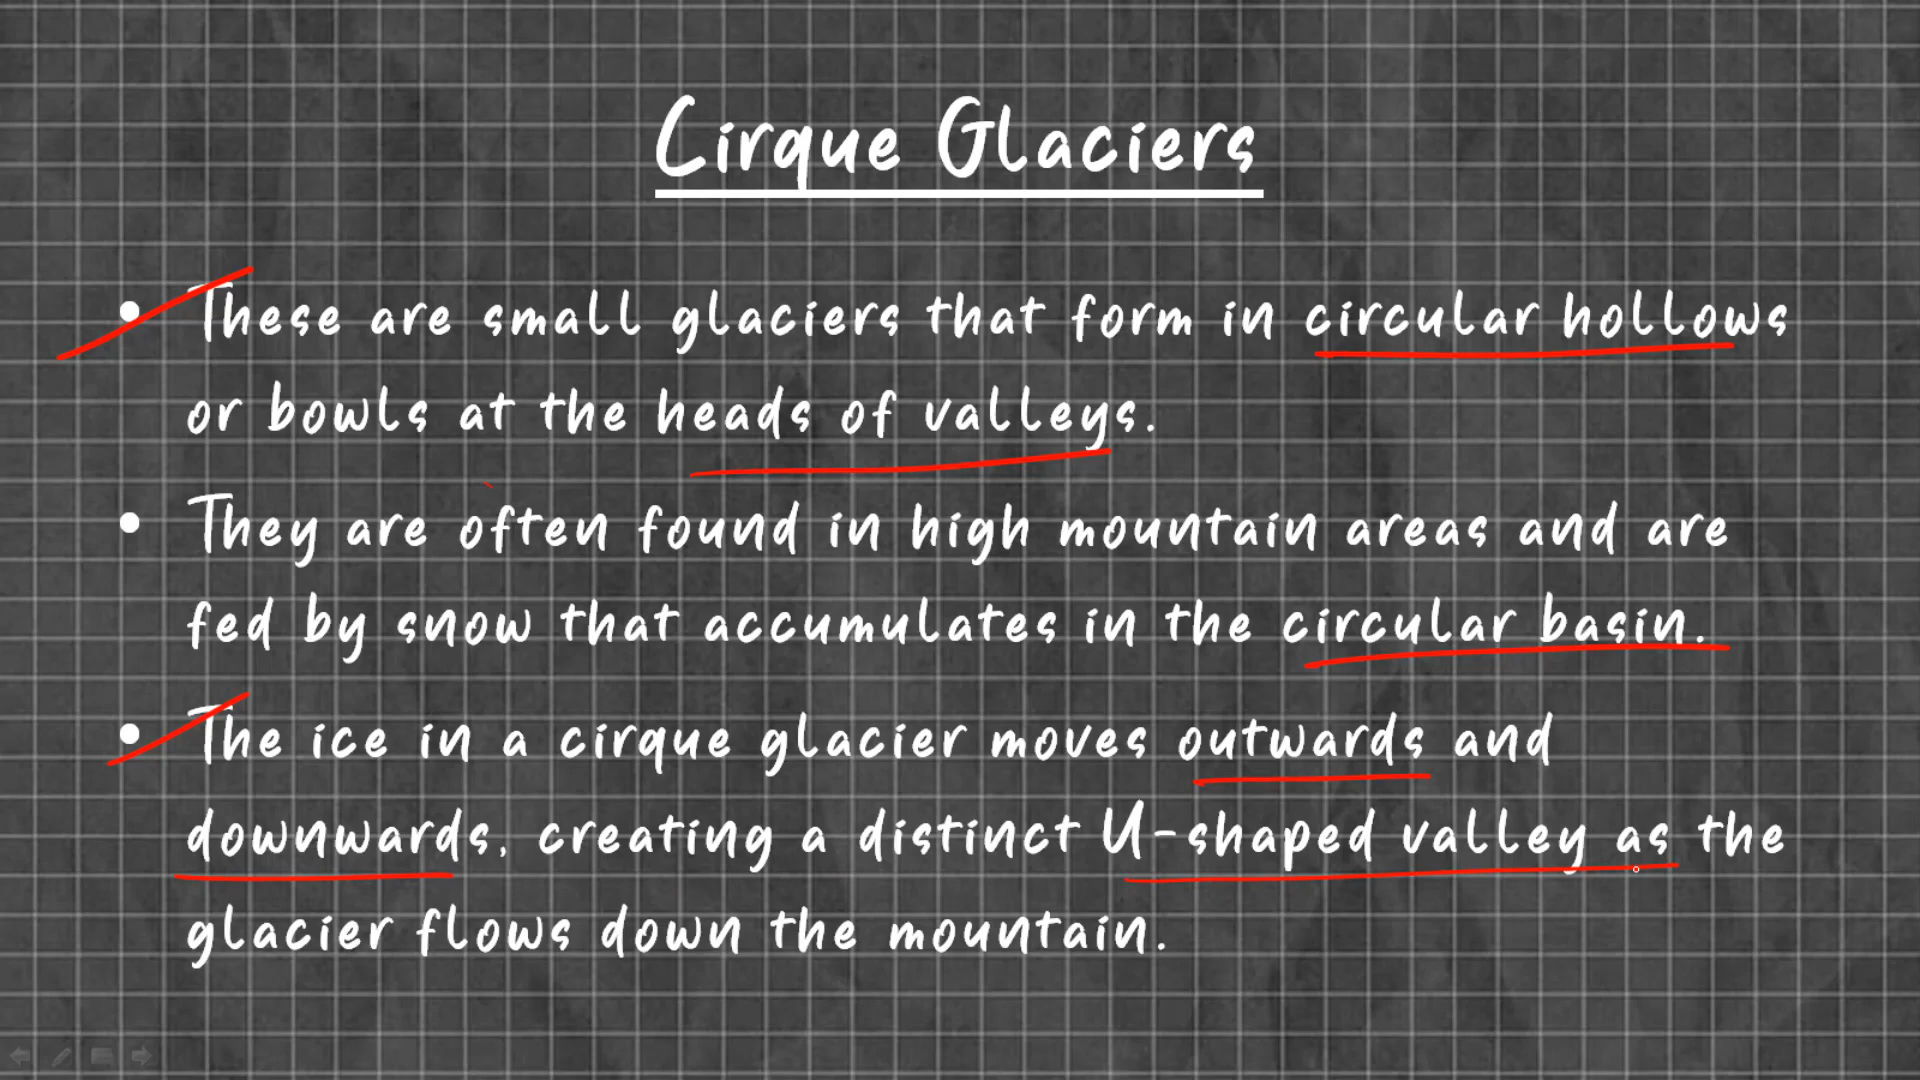 Cirque Glaciers
• These are small glaciers that form in circular hollows
or bowls at the heads of valleys.
• They are often found in high mountain areas and are
fed by snow that accumulates in the circular basin.
• The ice in a cirque glacier moves outwards and
downwards, creating a distinct U-shaped valley as the
glacier flows down the mountain.